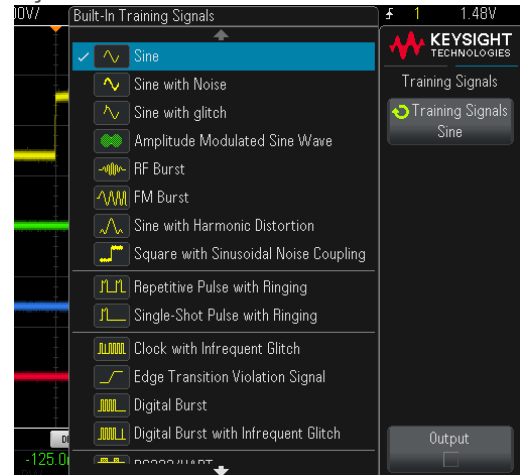 00V/
Built-In Training Signals
1
1.48V
KEYSIGHT
TECHNOLOGIES
Training Signals
Training Signals
Sine
Sine
Sine with Noise
Sine with glitch
Amplitude Modulated Sine Wave
RF Burst
FM Burst
Sine with Harmonic Distortion
Square with Sinusoidal Noise Coupling
Repetitive Pulse with Ringing
Single-Shot Pulse with Ringing
Clock with Infrequent Glitch
Edge Transition Violation Signal
Digital Burst
Digital Burst with Infrequent Glitch
Output
-125.0